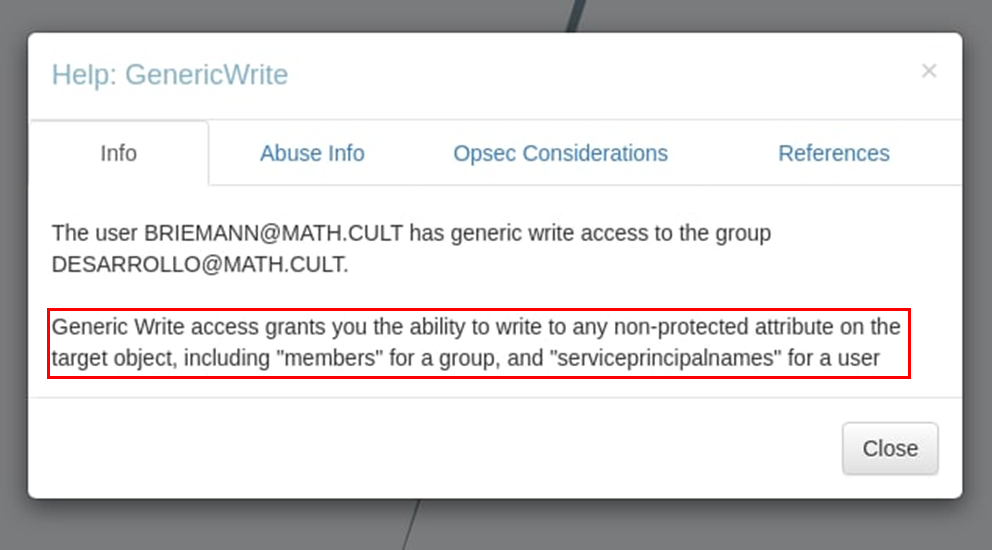 Help: GenericWrite ×
Info Abuse Info Opsec Considerations References
The user BRIEMANN@MATH.CULT has generic write access to the group
DESARROLLO@MATH.CULT.
Generic Write access grants you the ability to write to any non-protected attribute on the
target object, including "members" for a group, and "serviceprincipalnames" for a user
Close